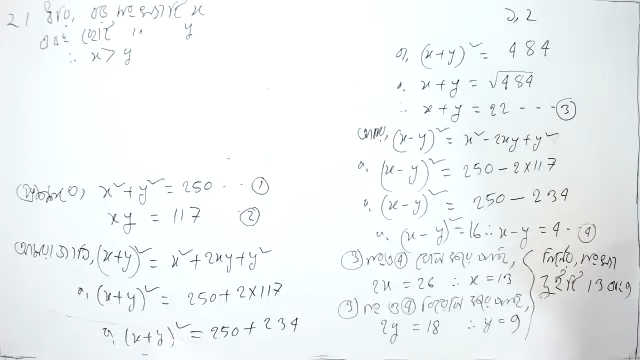 21 ধরি, বড় সংখ্যাটি x
এবং ছোট " y
∴ x > y
প্রশ্নমতে, x² + y² = 250 --- ①
xy = 117 ②
আমরা জানি, (x+y)² = x² + 2xy + y²
বা, (x+y)² = 250 + 2×117
বা, (x+y)² = 250 + 234
১, 2
বা, (x+y)² = 484
বা, x+y = √484
∴ x+y = 22 --- ③
আবার, (x-y)² = x² - 2xy + y²
বা, (x-y)² = 250 - 2×117
বা, (x-y)² = 250 - 234
বা, (x-y)² = 16 ∴ x-y = 4 -- ④
③ নং ও ④ যোগ করে পাই,
2x = 26 ∴ x = 13
③ নং ও ④ বিয়োগ করে পাই,
2y = 18 ∴ y = 9
নির্ণেয়, সংখ্যা
দুইটি 13 ও 9